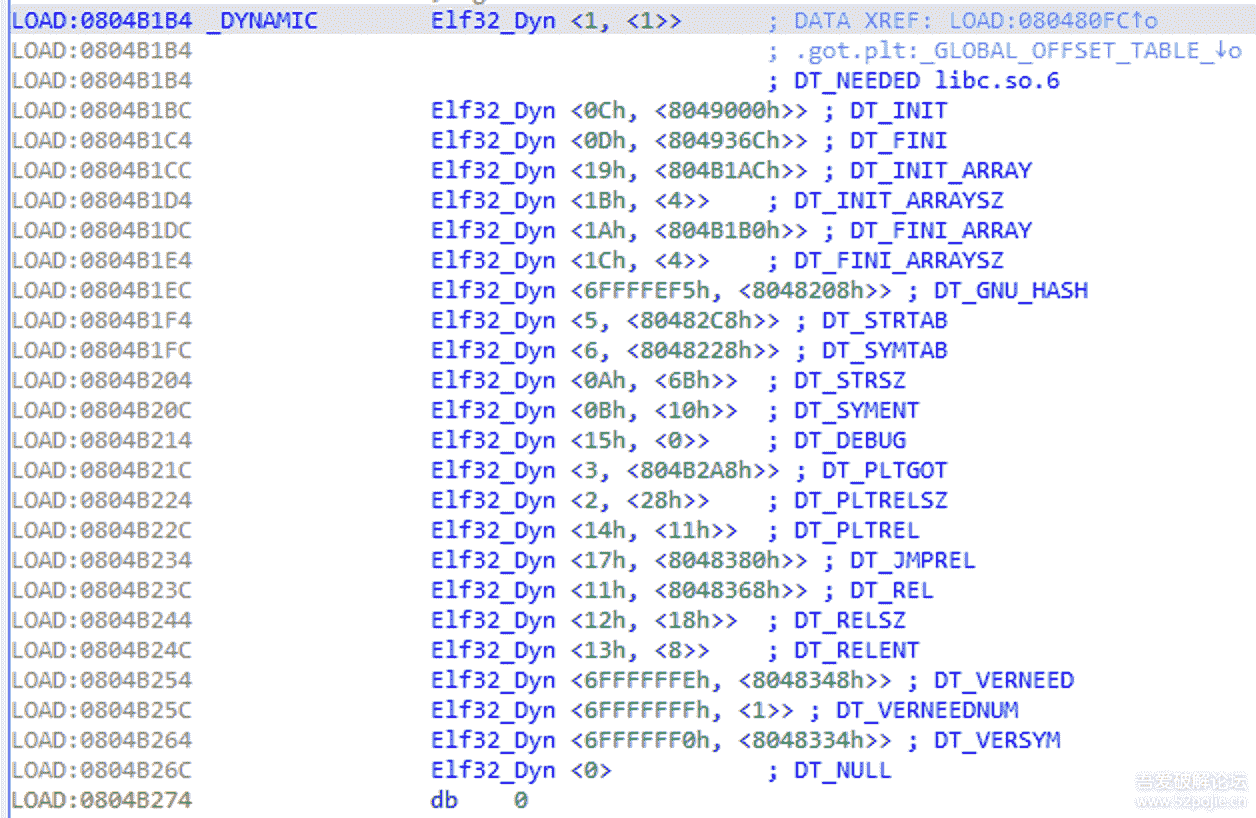 LOAD:0804B1B4 _DYNAMIC Elf32_Dyn <1, <1>> ; DATA XREF: LOAD:080480FC↑o
LOAD:0804B1B4 ; .got.plt:_GLOBAL_OFFSET_TABLE_↓o
LOAD:0804B1B4 ; DT_NEEDED libc.so.6
LOAD:0804B1BC Elf32_Dyn <0Ch, <8049000h>> ; DT_INIT
LOAD:0804B1C4 Elf32_Dyn <0Dh, <804936Ch>> ; DT_FINI
LOAD:0804B1CC Elf32_Dyn <19h, <804B1ACh>> ; DT_INIT_ARRAY
LOAD:0804B1D4 Elf32_Dyn <1Bh, <4>> ; DT_INIT_ARRAYSZ
LOAD:0804B1DC Elf32_Dyn <1Ah, <804B1B0h>> ; DT_FINI_ARRAY
LOAD:0804B1E4 Elf32_Dyn <1Ch, <4>> ; DT_FINI_ARRAYSZ
LOAD:0804B1EC Elf32_Dyn <6FFFFEF5h, <8048208h>> ; DT_GNU_HASH
LOAD:0804B1F4 Elf32_Dyn <5, <80482C8h>> ; DT_STRTAB
LOAD:0804B1FC Elf32_Dyn <6, <8048228h>> ; DT_SYMTAB
LOAD:0804B204 Elf32_Dyn <0Ah, <6Bh>> ; DT_STRSZ
LOAD:0804B20C Elf32_Dyn <0Bh, <10h>> ; DT_SYMENT
LOAD:0804B214 Elf32_Dyn <15h, <0>> ; DT_DEBUG
LOAD:0804B21C Elf32_Dyn <3, <804B2A8h>> ; DT_PLTGOT
LOAD:0804B224 Elf32_Dyn <2, <28h>> ; DT_PLTRELSZ
LOAD:0804B22C Elf32_Dyn <14h, <11h>> ; DT_PLTREL
LOAD:0804B234 Elf32_Dyn <17h, <8048380h>> ; DT_JMPREL
LOAD:0804B23C Elf32_Dyn <11h, <8048368h>> ; DT_REL
LOAD:0804B244 Elf32_Dyn <12h, <18h>> ; DT_RELSZ
LOAD:0804B24C Elf32_Dyn <13h, <8>> ; DT_RELENT
LOAD:0804B254 Elf32_Dyn <6FFFFFFEh, <8048348h>> ; DT_VERNEED
LOAD:0804B25C Elf32_Dyn <6FFFFFFFh, <1>> ; DT_VERNEEDNUM
LOAD:0804B264 Elf32_Dyn <6FFFFFF0h, <8048334h>> ; DT_VERSYM
LOAD:0804B26C Elf32_Dyn <0> ; DT_NULL
LOAD:0804B274 db 0
吾爱破解论坛
www.52pojie.cn